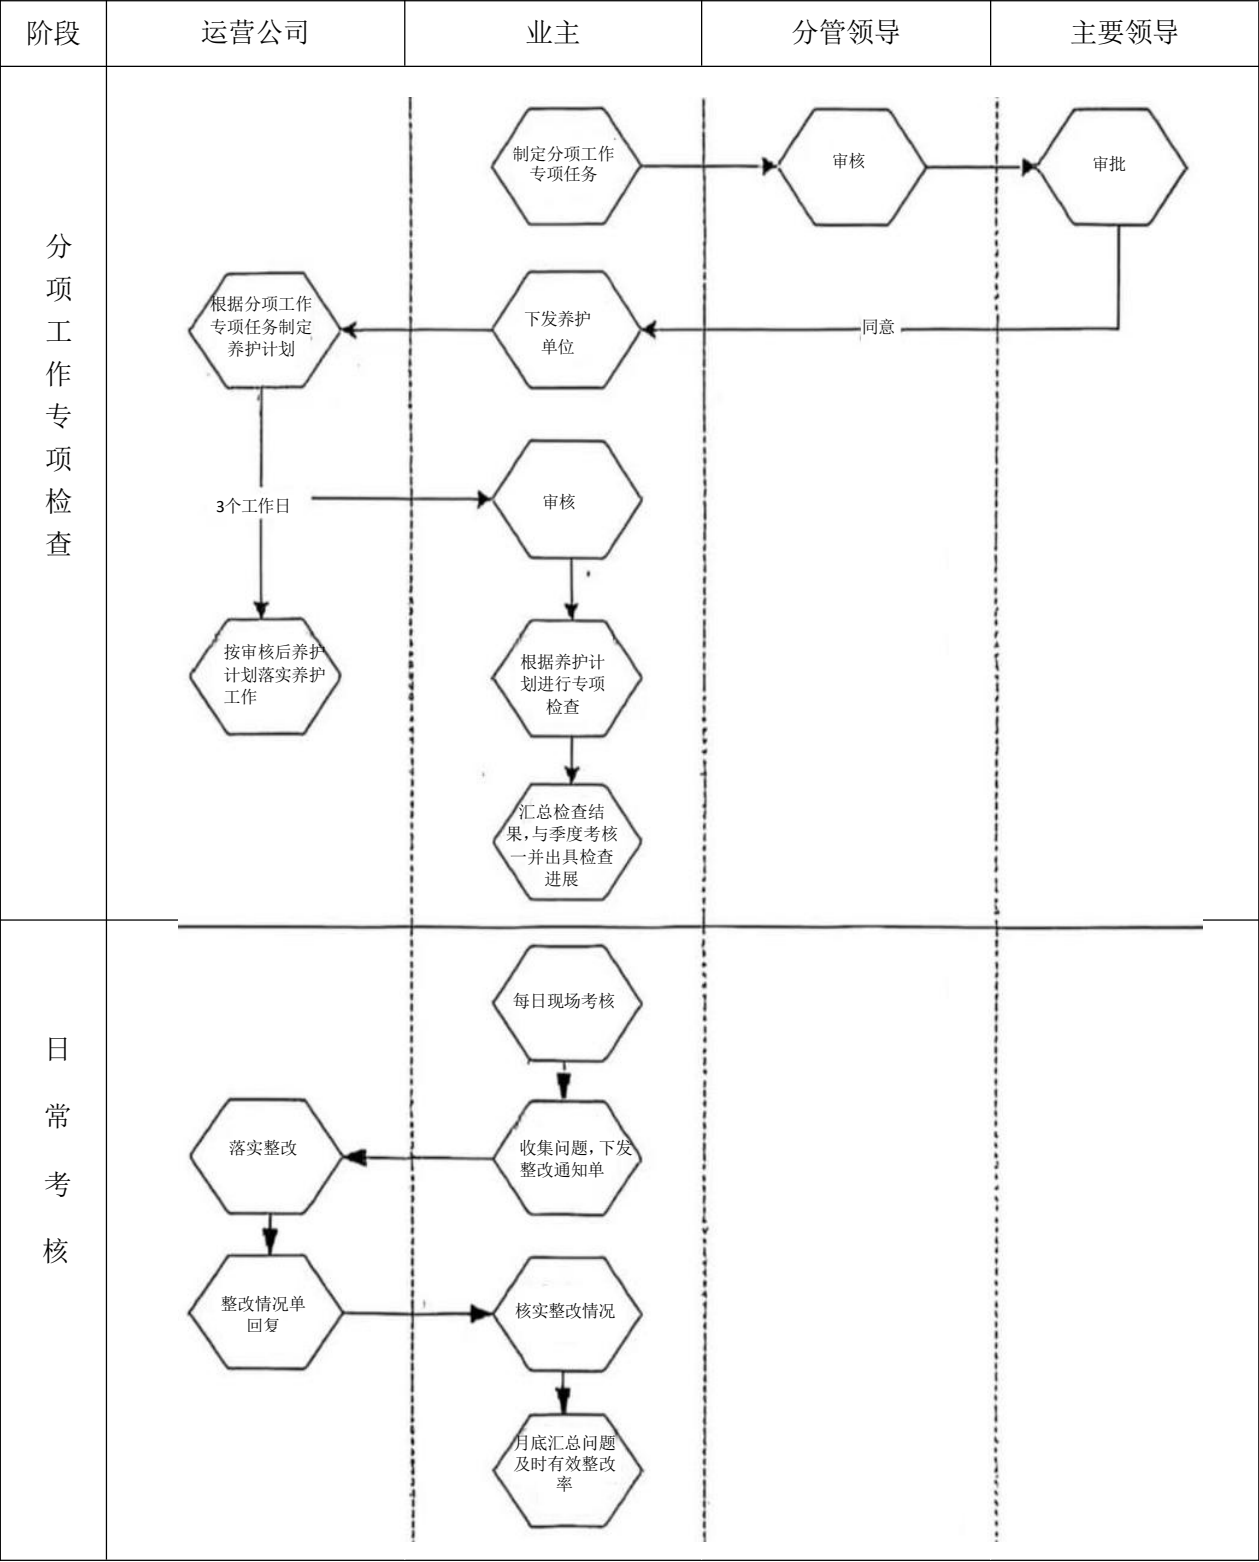 阶段
运营公司
业主
分管领导
主要领导
分
项
工
作
专
项
检
查
制定分项工作
专项任务
审核
审批
根据分项工作
专项任务制定
养护计划
下发养护
单位
同意
3个工作日
审核
按审核后养护
计划落实养护
工作
根据养护计
划进行专项
检查
汇总检查结
果,与季度考核
一并出具检查
进展
日
常
考
核
每日现场考核
落实整改
收集问题,下发
整改通知单
整改情况单
回复
核实整改情况
月底汇总问题
及时有效整改
率